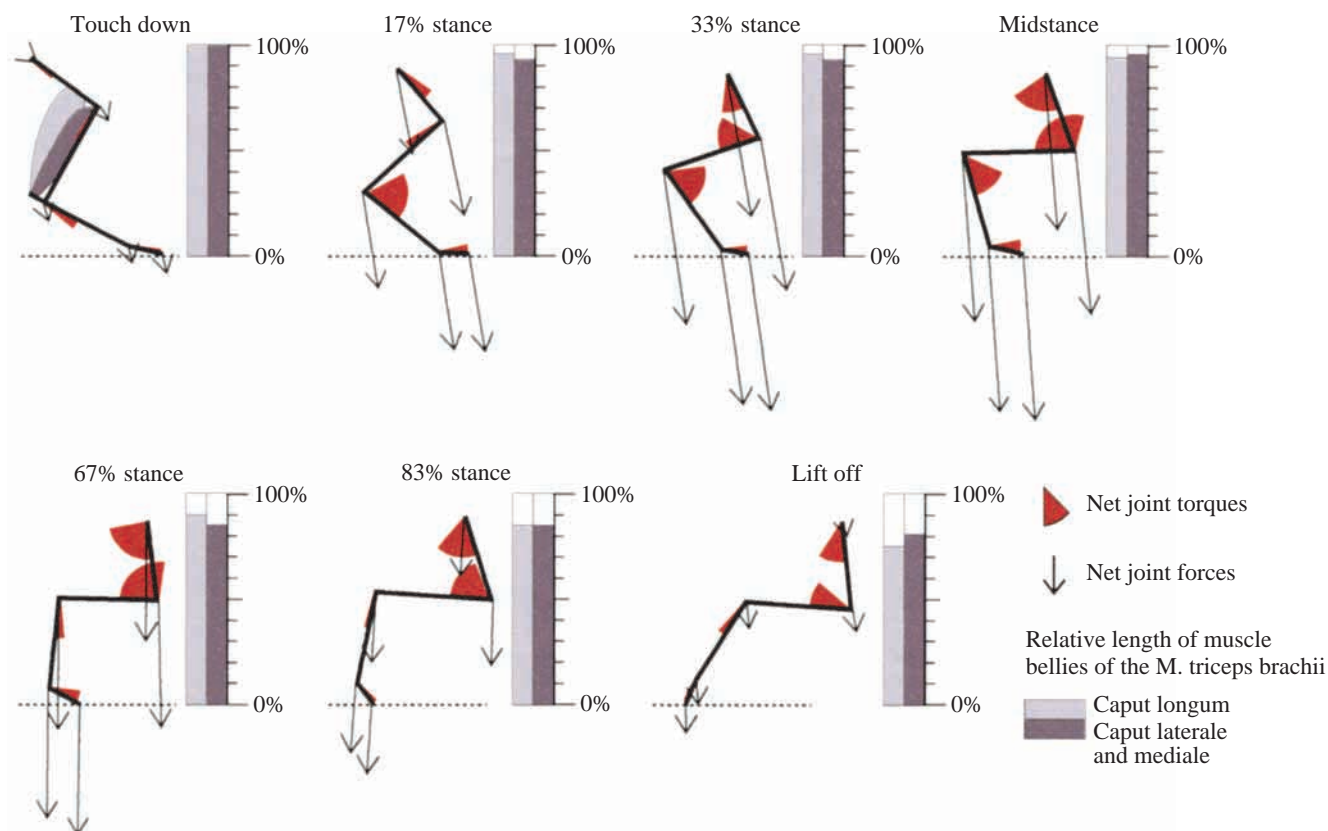 Touch down
100%
0%
17% stance
100%
0%
33% stance
100%
0%
Midstance
100%
0%
67% stance
100%
0%
83% stance
100%
0%
Lift off
100%
0%
Net joint torques
Net joint forces
Relative length of muscle
bellies of the M. triceps brachii
Caput longum
Caput laterale
and mediale